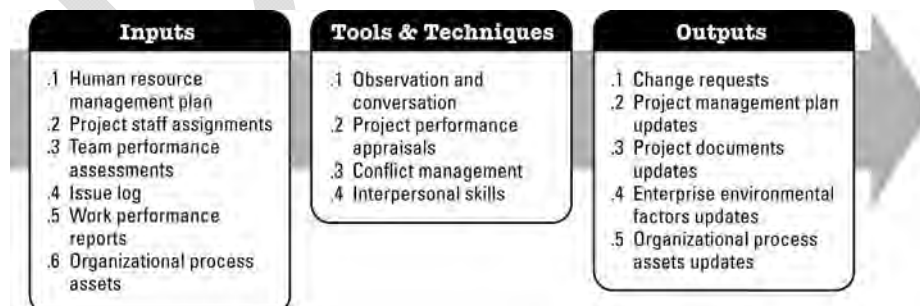 Inputs
.1 Human resource
management plan
.2 Project staff assignments
.3 Team performance
assessments
.4 Issue log
.5 Work performance
reports
.6 Organizational process
assets
Tools & Techniques
.1 Observation and
conversation
.2 Project performance
appraisals
.3 Conflict management
.4 Interpersonal skills
Outputs
.1 Change requests
.2 Project management plan
updates
.3 Project documents
updates
.4 Enterprise environmental
factors updates
.5 Organizational process
assets updates